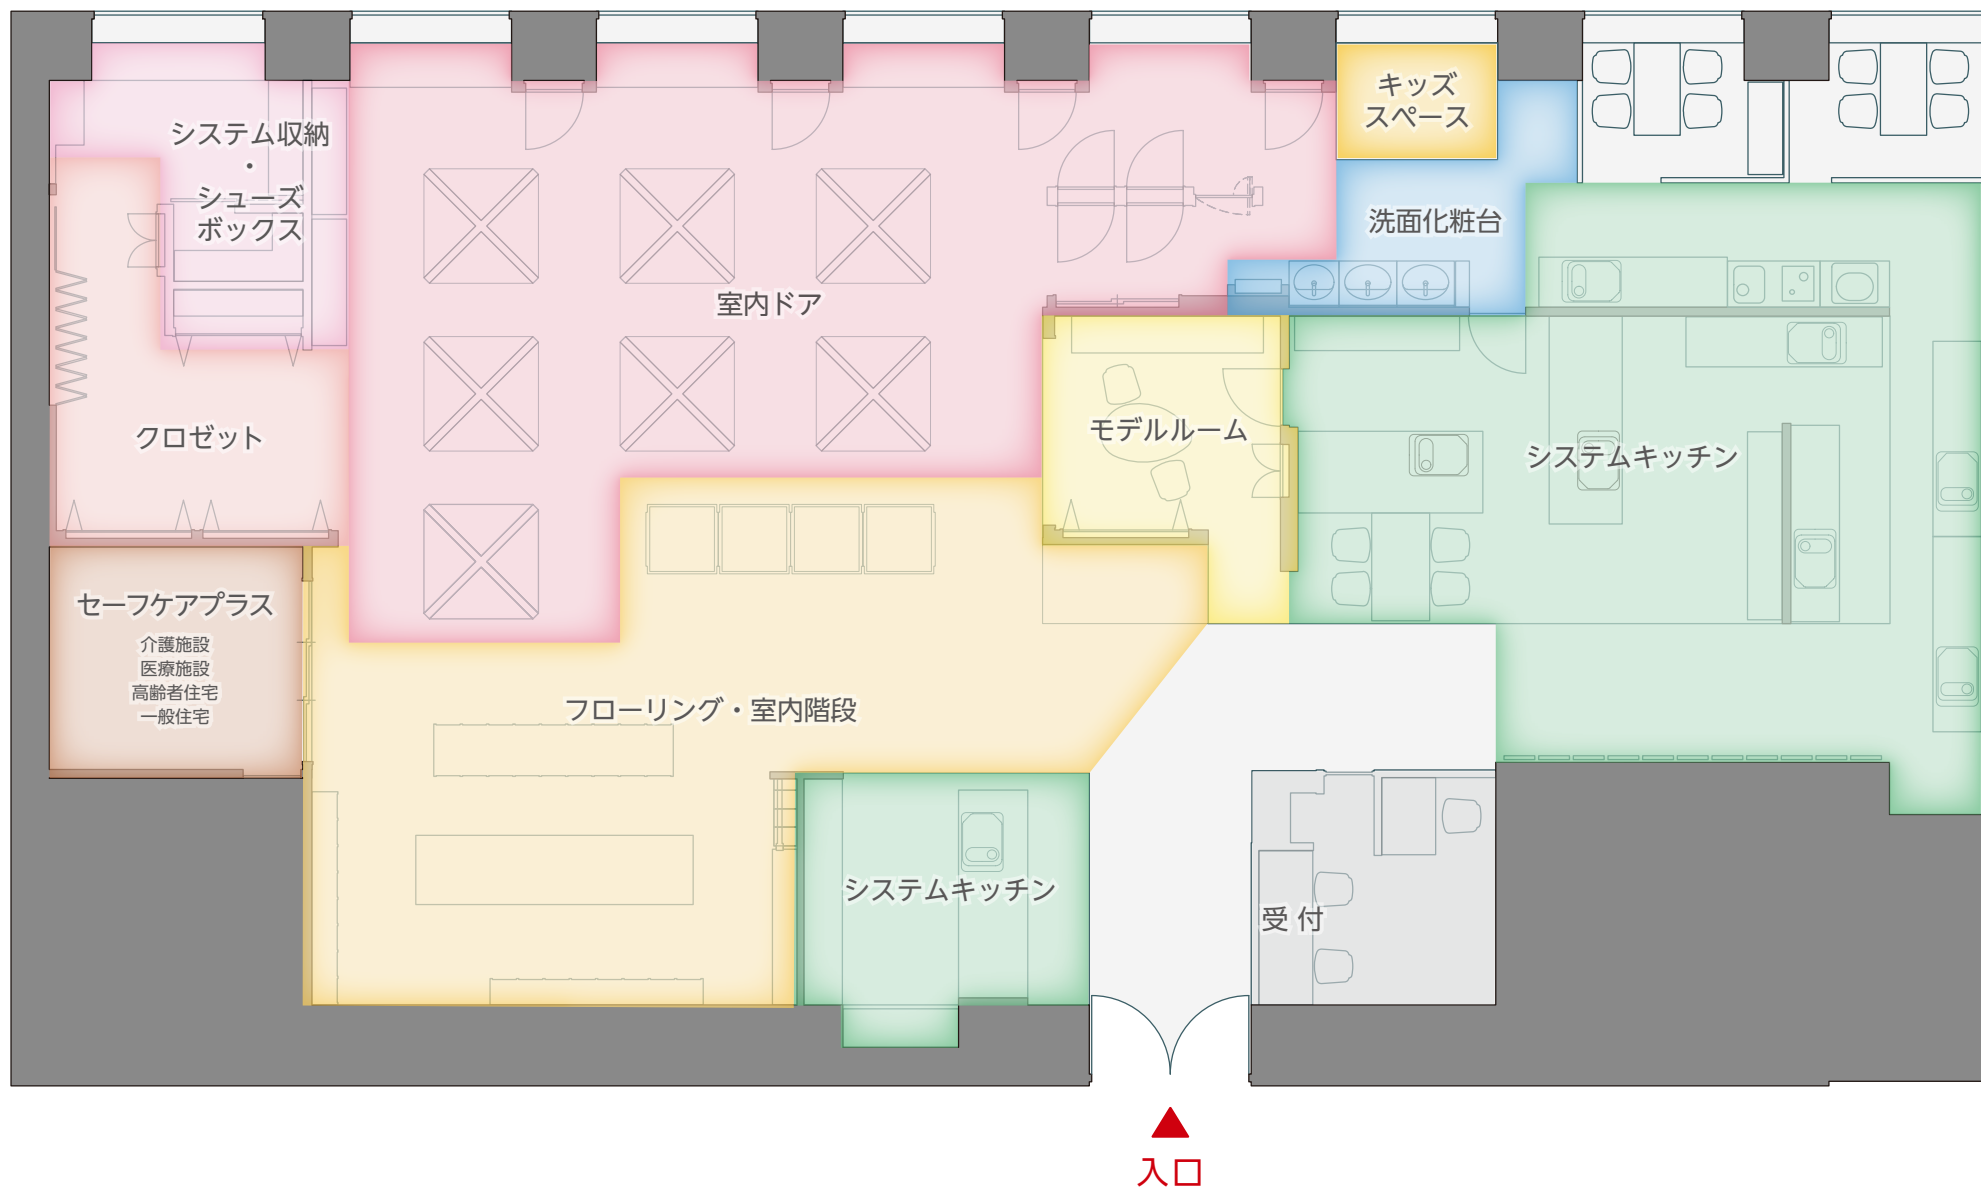 キッズ
スペース
システム収納
・
シューズ
ボックス
洗面化粧台
室内ドア
モデルルーム
クロゼット
システムキッチン
セーフケアプラス
介護施設
医療施設
高齢者住宅
一般住宅
フローリング・室内階段
システムキッチン
受付
入口